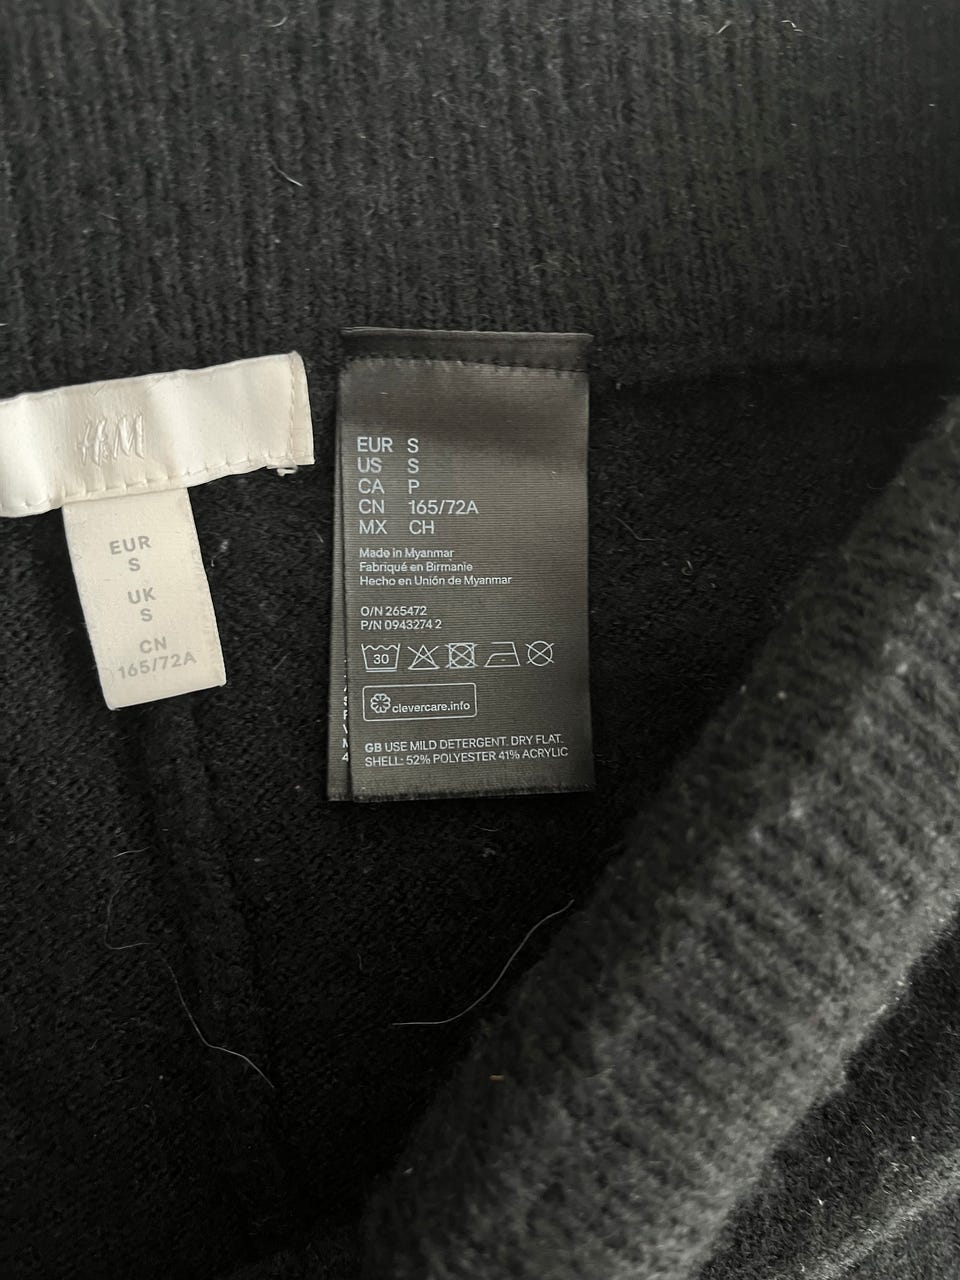 H&M
EUR
S
UK
S
CN
165/72A
EUR S
US S
CA P
CN 165/72A
MX CH
Made in Myanmar
Fabriqué en Birmanie
Hecho en Unión de Myanmar
O/N 265472
P/N 0943274 2
30
clevercare.info
GB USE MILD DETERGENT. DRY FLAT.
SHELL: 52% POLYESTER 41% ACRYLIC